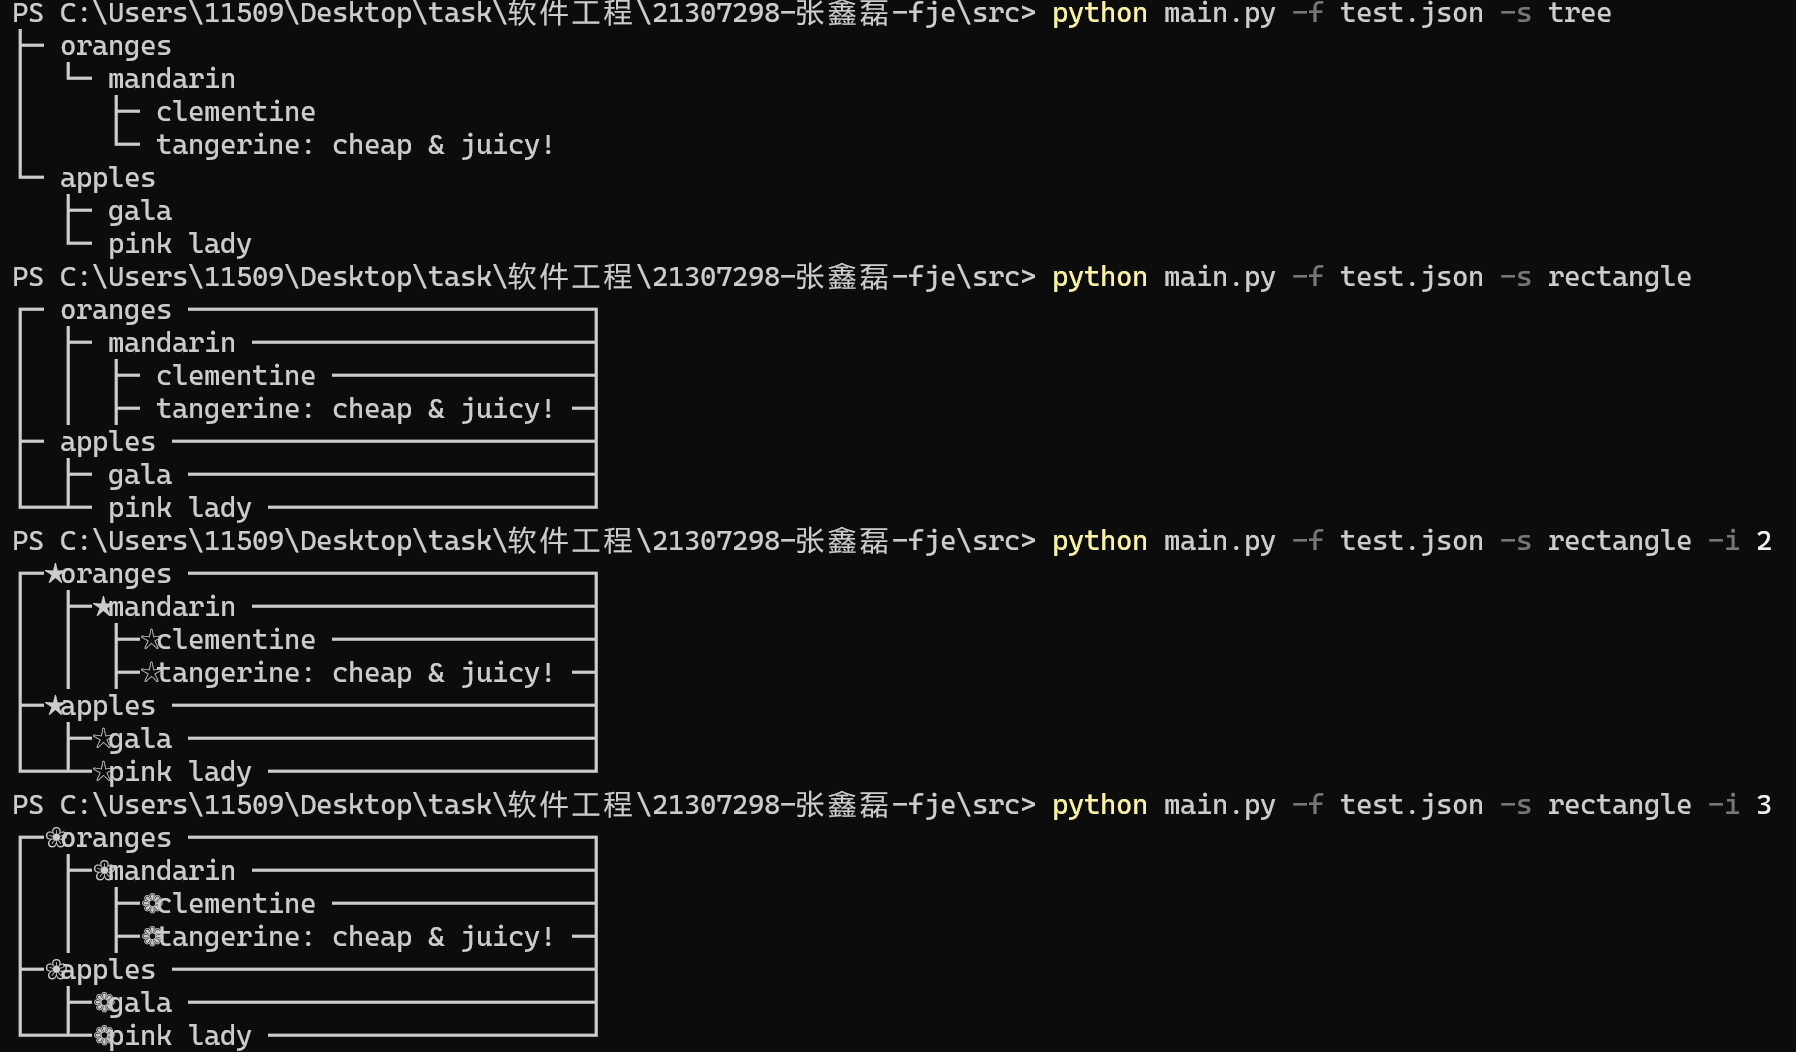 PS C:\Users\11509\Desktop\task\软件工程\21307298-张鑫磊-fje\src> python main.py -f test.json -s tree
├─ oranges
│  └─ mandarin
│     ├─ clementine
│     └─ tangerine: cheap & juicy!
└─ apples
   ├─ gala
   └─ pink lady
PS C:\Users\11509\Desktop\task\软件工程\21307298-张鑫磊-fje\src> python main.py -f test.json -s rectangle
┌─ oranges ──────────────────────────┐
│  ├─ mandarin ──────────────────────┤
│  │  ├─ clementine ─────────────────┤
│  │  ├─ tangerine: cheap & juicy! ──┤
├─ apples ───────────────────────────┤
│  ├─ gala ──────────────────────────┤
└──┴─ pink lady ─────────────────────┘
PS C:\Users\11509\Desktop\task\软件工程\21307298-张鑫磊-fje\src> python main.py -f test.json -s rectangle -i 2
┌─★oranges ──────────────────────────┐
│  ├─★mandarin ──────────────────────┤
│  │  ├─☆clementine ─────────────────┤
│  │  ├─☆tangerine: cheap & juicy! ──┤
├─★apples ───────────────────────────┤
│  ├─☆gala ──────────────────────────┤
└──┴─☆pink lady ─────────────────────┘
PS C:\Users\11509\Desktop\task\软件工程\21307298-张鑫磊-fje\src> python main.py -f test.json -s rectangle -i 3
┌─❀oranges ──────────────────────────┐
│  ├─❀mandarin ──────────────────────┤
│  │  ├─❁clementine ─────────────────┤
│  │  ├─❁tangerine: cheap & juicy! ──┤
├─❀apples ───────────────────────────┤
│  ├─❁gala ──────────────────────────┤
└──┴─❁pink lady ─────────────────────┘